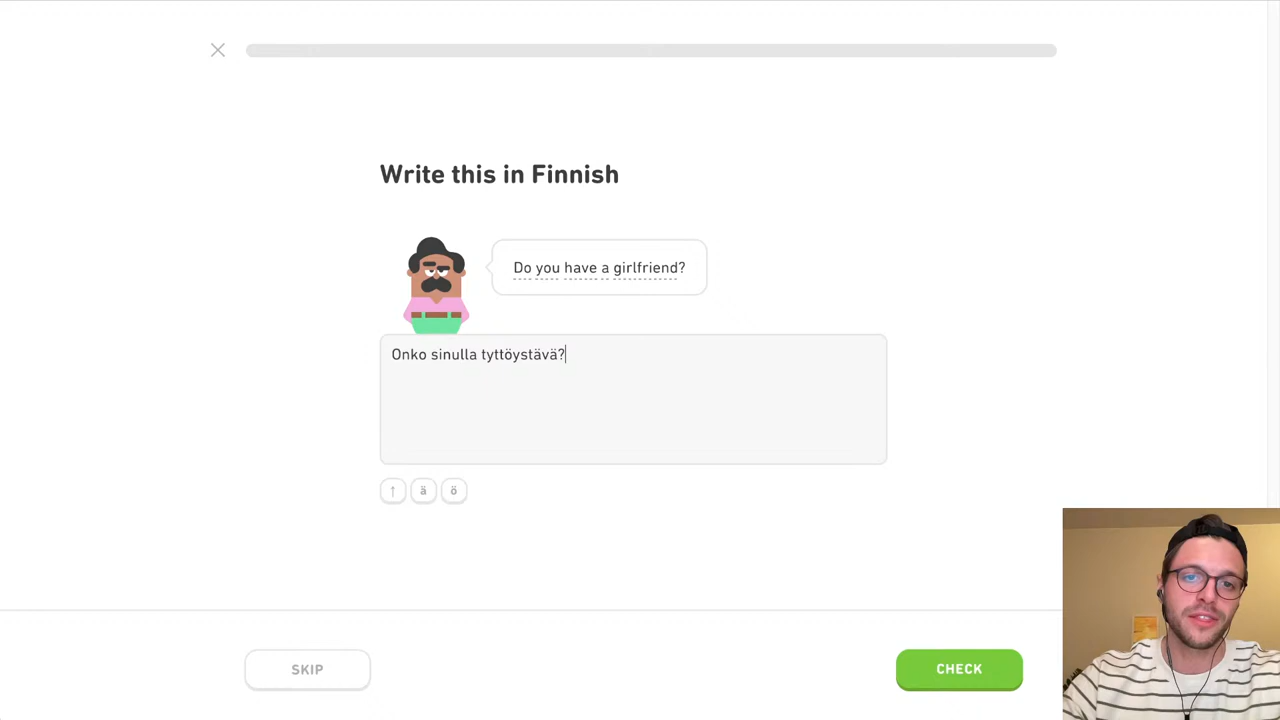 Write this in Finnish
Do you have a girlfriend?
Onko sinulla tyttöystävä?
↑ ä ö
SKIP
CHECK